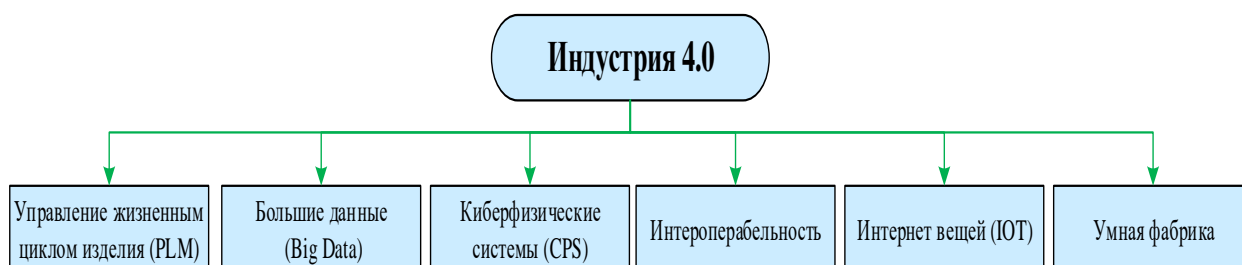 Индустрия 4.0
Управление жизненным
циклом изделия (PLM)
Большие данные
(Big Data)
Киберфизические
системы (CPS)
Интероперабельность
Интернет вещей (IOT)
Умная фабрика